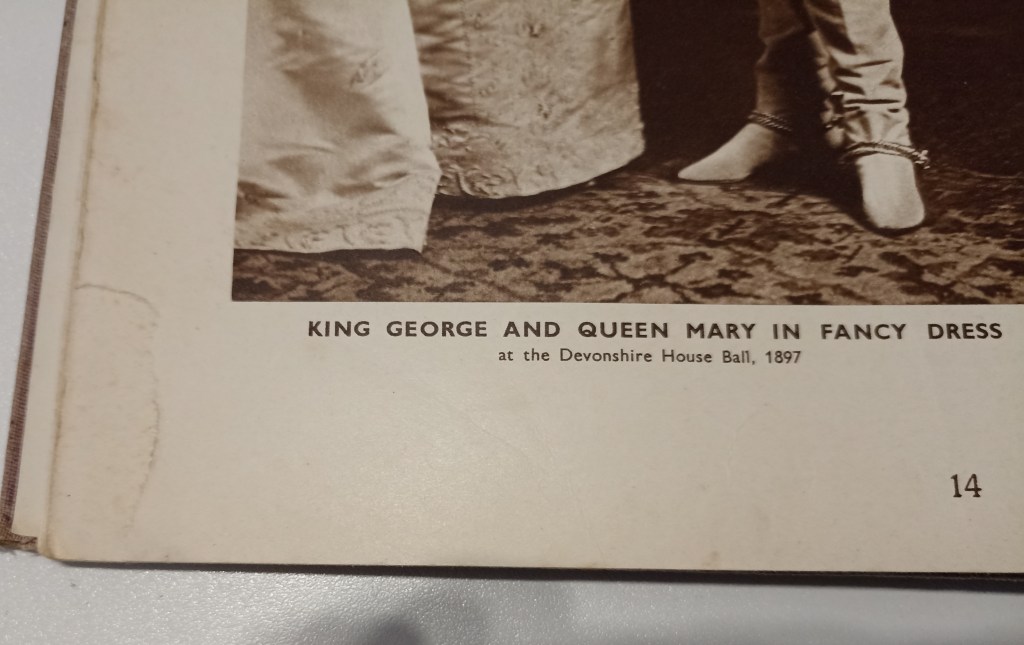 KING GEORGE AND QUEEN MARY IN FANCY DRESS
at the Devonshire House Ball, 1897
14